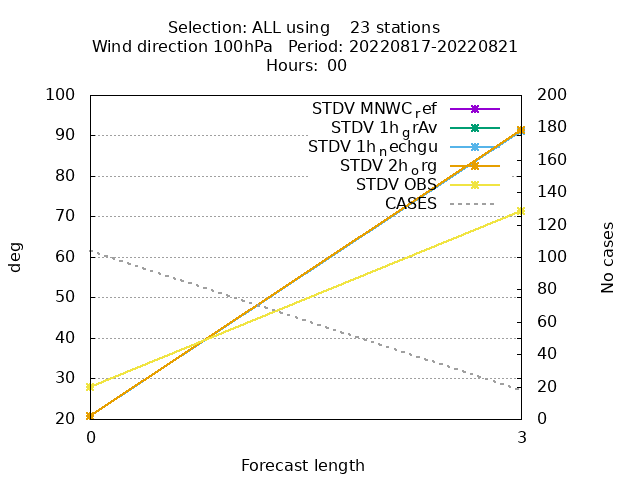 Selection: ALL using 23 stations
Wind direction 100hPa Period: 20220817-20220821
Hours: 00
100 200
90 180
80 160
70 140
60 120
50 100
40 80
30 60
20 40
20
0
STDV MNWC_ref
STDV 1h_grAv
STDV 1h_nechgu
STDV 2h_org
STDV OBS
CASES
deg
No cases
0 3
Forecast length